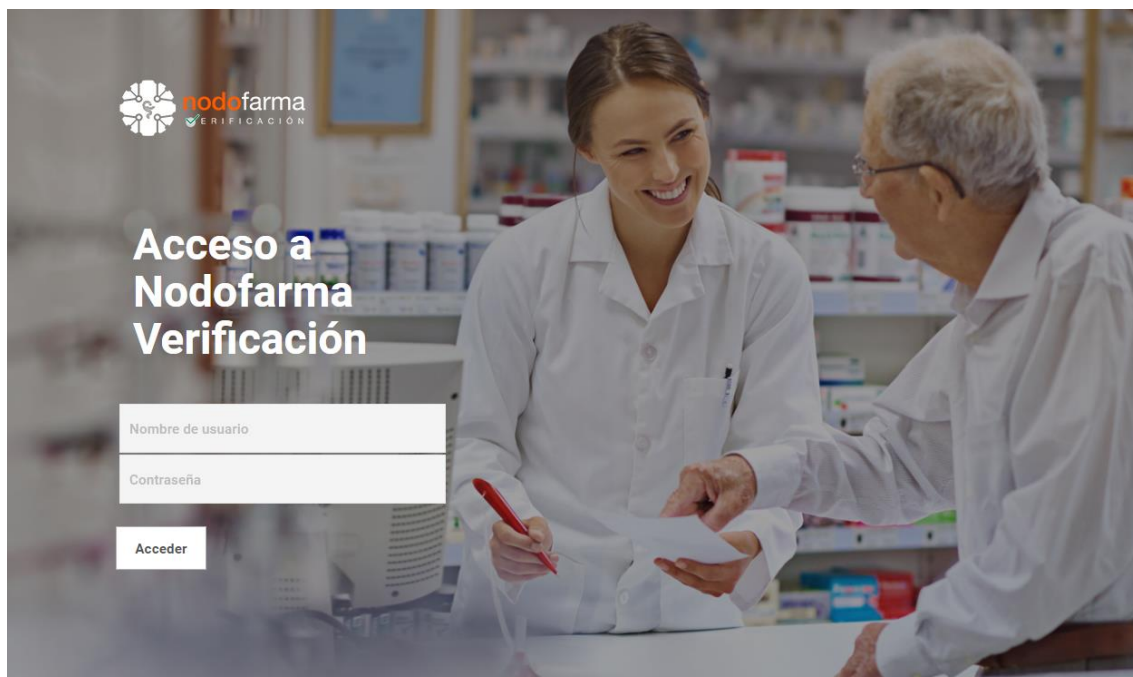 nodofarma
VERIFICACIÓN
Acceso a
Nodofarma
Verificación
Nombre de usuario
Contraseña
Acceder